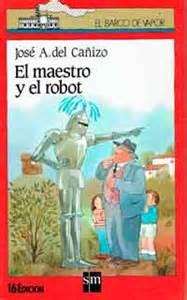 EL BARCO DE VAPOR
José A. del Cañizo
El maestro
y el robot
16 EDICION
sm